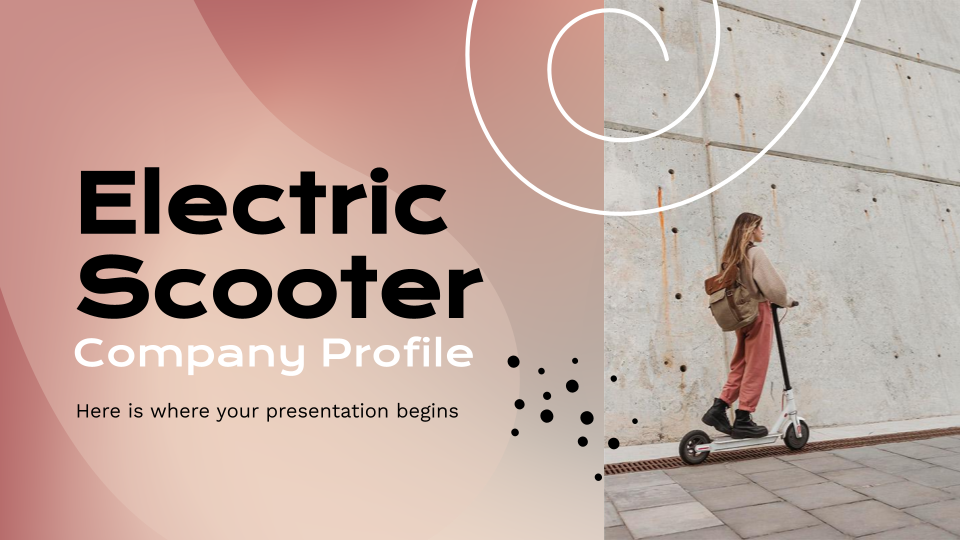 Electric
Scooter
Company Profile
Here is where your presentation begins